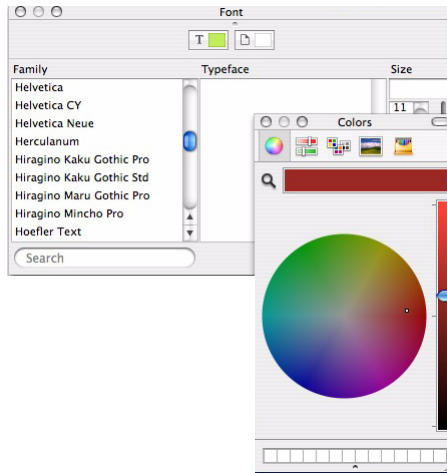 Font
T
Family Typeface Size
Helvetica
Helvetica CY
Helvetica Neue
Herculanum
Hiragino Kaku Gothic Pro
Hiragino Kaku Gothic Std
Hiragino Maru Gothic Pro
Hiragino Mincho Pro
Hoefler Text
Search
11
Colors